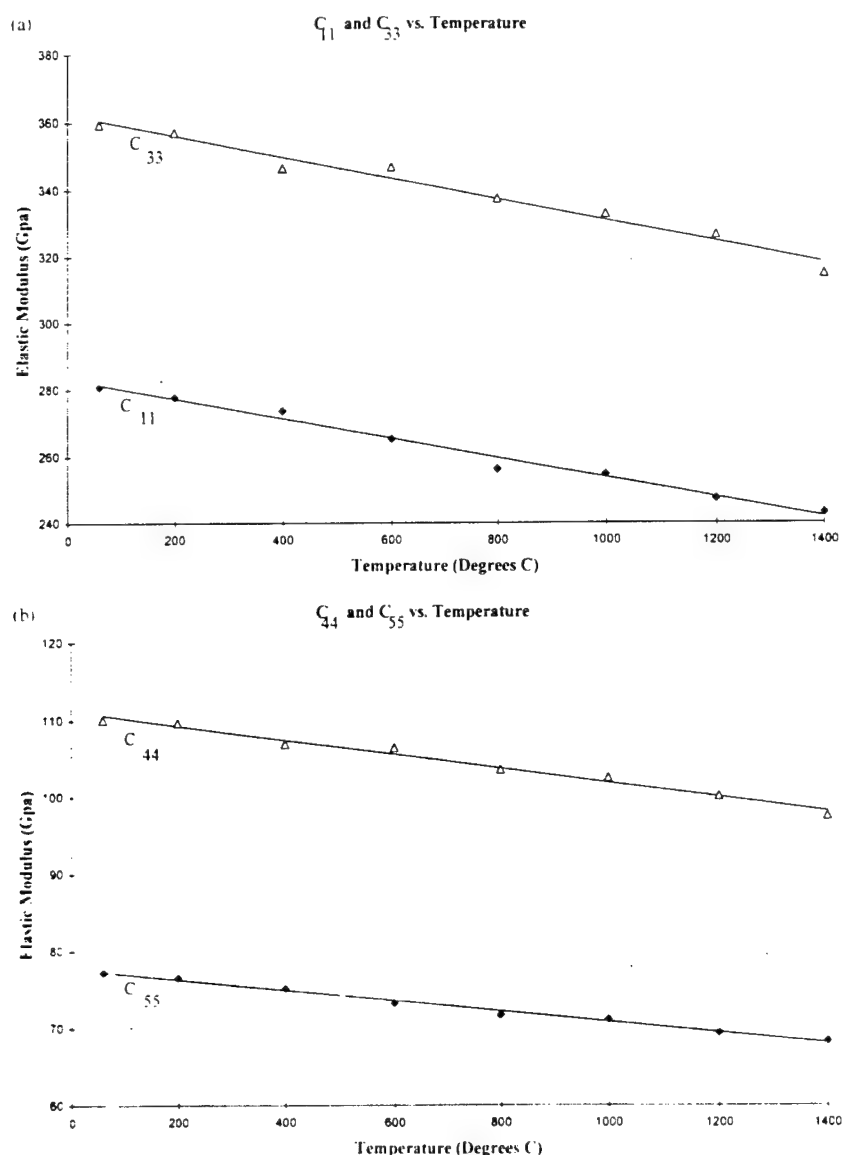 (a)
C11 and C33 vs. Temperature
380
360
340
320
300
280
260
240
Elastic Modulus (Gpa)
C33
C11
0 200 400 600 800 1000 1200 1400
Temperature (Degrees C)
(b)
C44 and C55 vs. Temperature
120
110
100
90
80
70
60
Elastic Modulus (Gpa)
C44
C55
0 200 400 600 800 1000 1200 1400
Temperature (Degrees C)